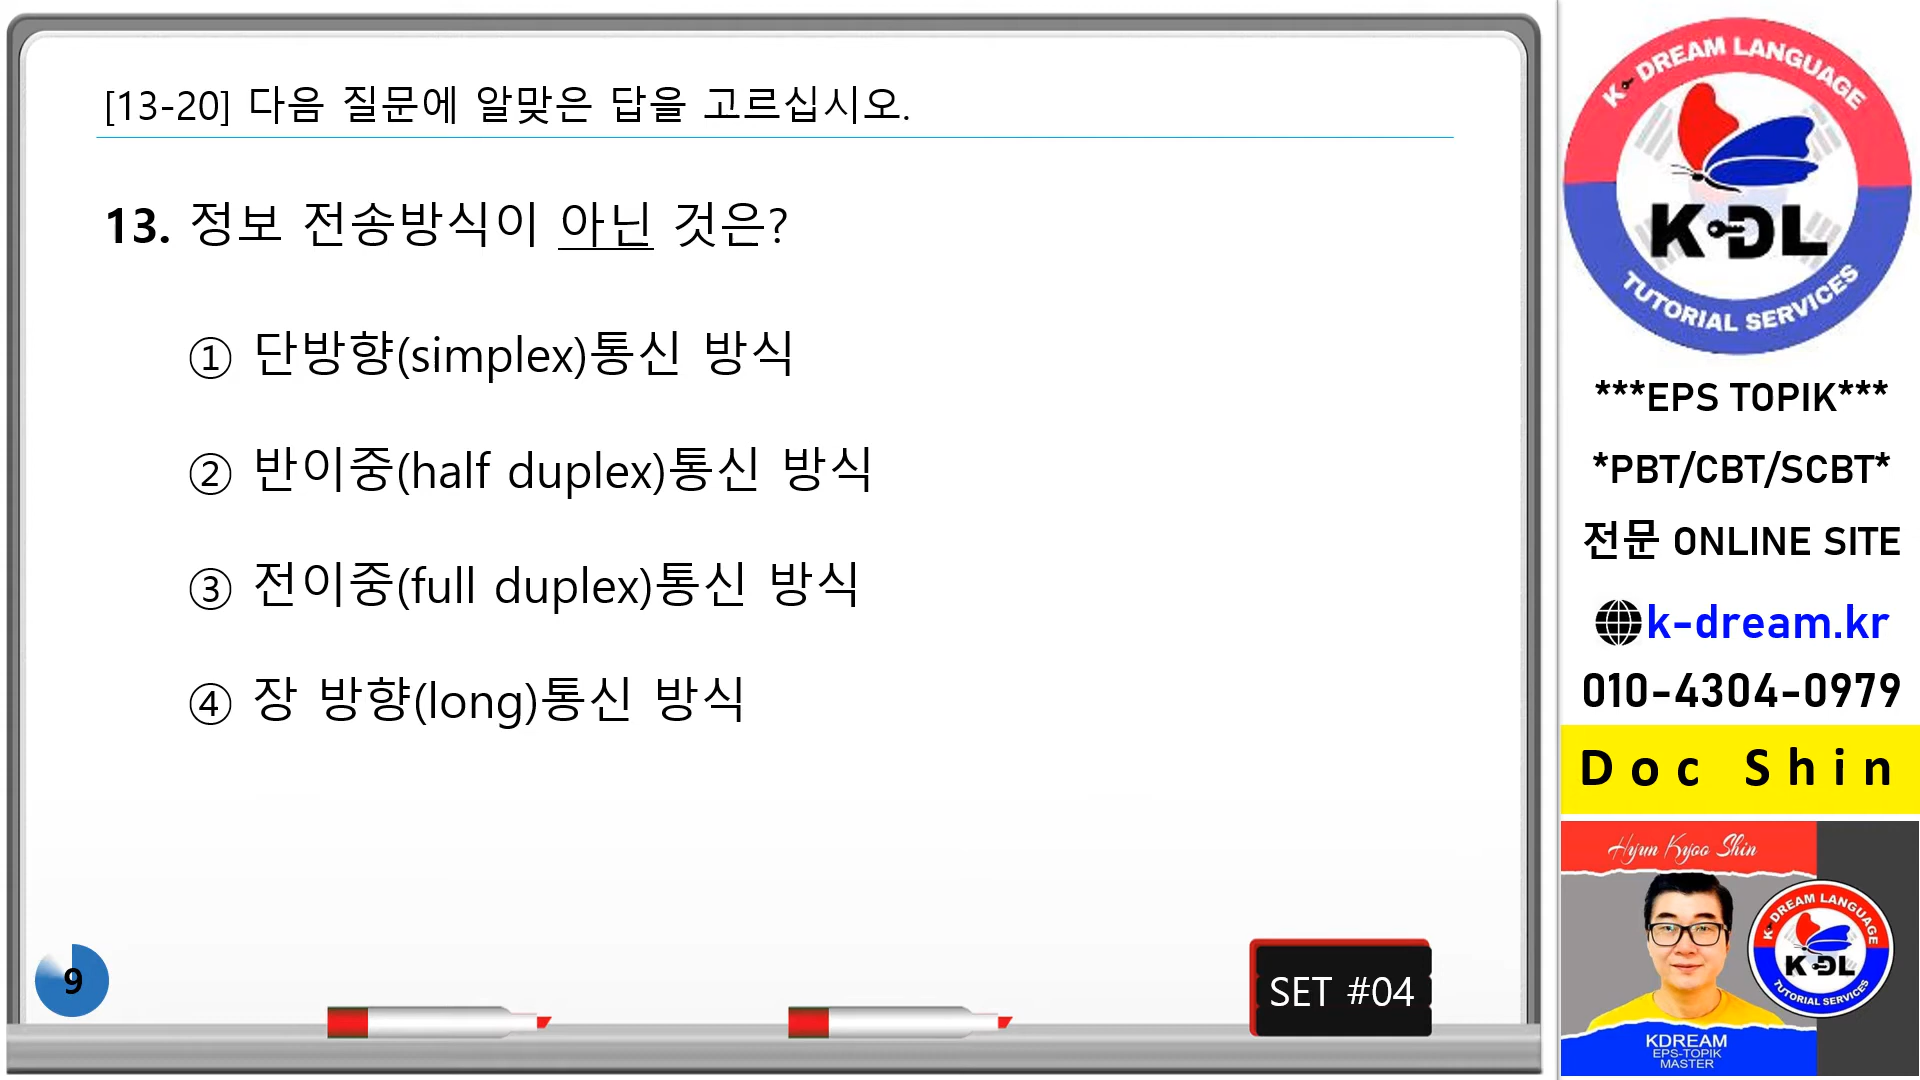 [13-20] 다음 질문에 알맞은 답을 고르십시오.
13. 정보 전송방식이 아닌 것은?
① 단방향(simplex)통신 방식
② 반이중(half duplex)통신 방식
③ 전이중(full duplex)통신 방식
④ 장 방향(long)통신 방식
9
SET #04
K-DREAM LANGUAGE
K-DL
TUTORIAL SERVICES
***EPS TOPIK***
*PBT/CBT/SCBT*
전문 ONLINE SITE
k-dream.kr
010-4304-0979
Doc Shin
Hyun Kyoo Shin
K-DREAM LANGUAGE
K-DL
TUTORIAL SERVICES
KDREAM
EPS-TOPIK
MASTER